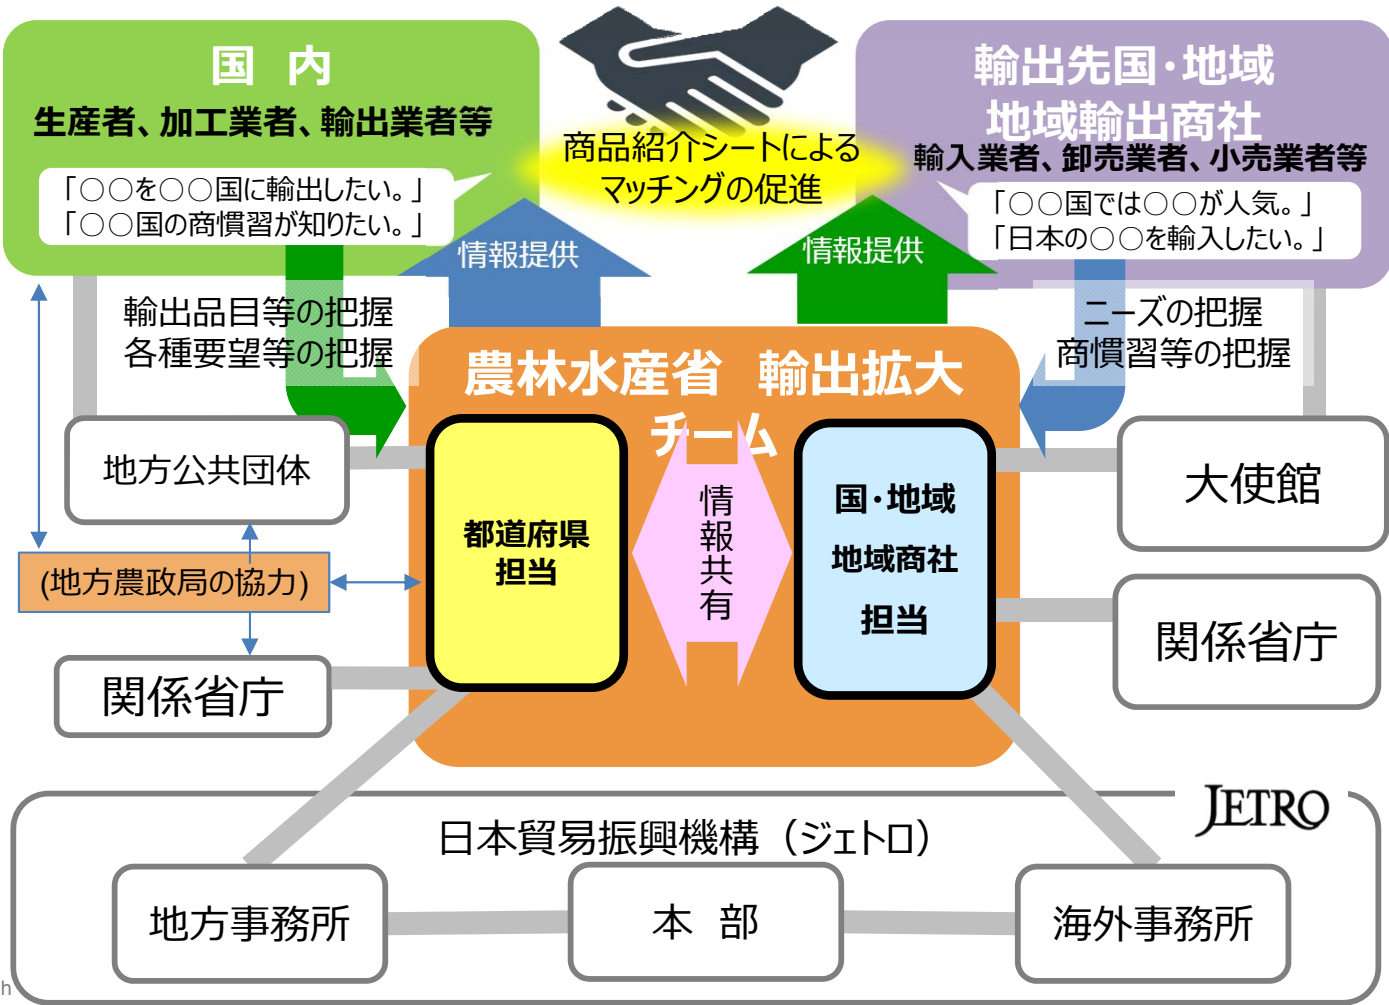 国 内
生産者、加工業者、輸出業者等
「○○を○○国に輸出したい。」
「○○国の商慣習が知りたい。」
商品紹介シートによる
マッチングの促進
輸出先国・地域
地域輸出商社
輸入業者、卸売業者、小売業者等
「○○国では○○が人気。」
「日本の○○を輸入したい。」
情報提供
情報提供
輸出品目等の把握
各種要望等の把握
ニーズの把握
商慣習等の把握
農林水産省 輸出拡大
チーム
地方公共団体
(地方農政局の協力)
関係省庁
都道府県
担当
情報共有
国・地域
地域商社
担当
大使館
関係省庁
JETRO
日本貿易振興機構（ジェトロ）
地方事務所
本 部
海外事務所
h